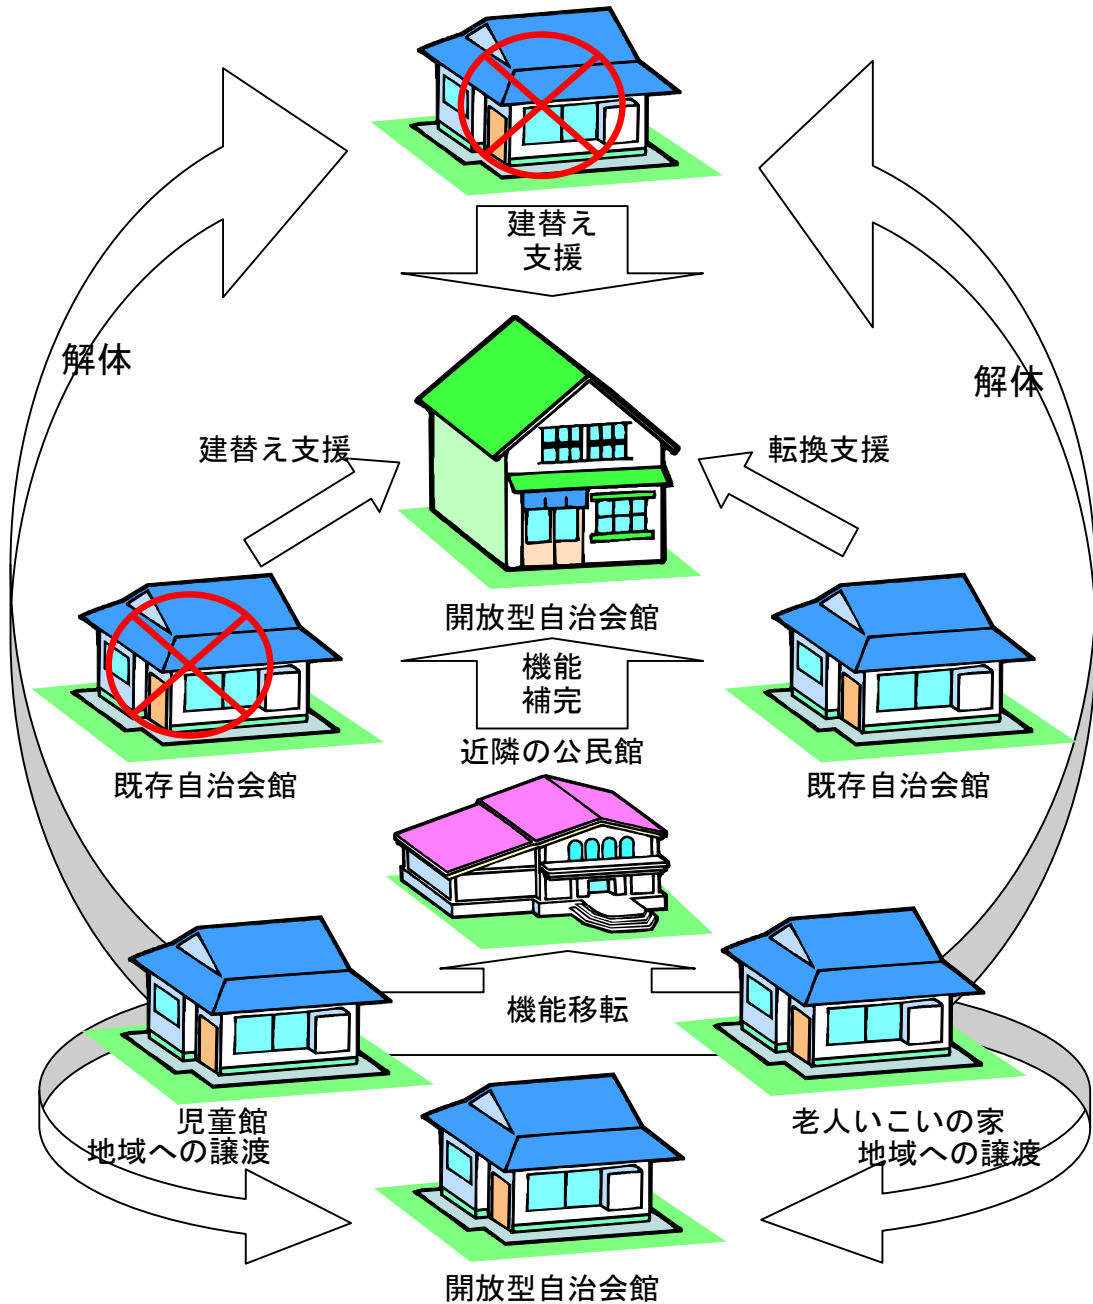 建替え
支援
解体
解体
建替え支援
転換支援
開放型自治会館
機能
補完
近隣の公民館
既存自治会館
既存自治会館
機能移転
児童館
地域への譲渡
老人いこいの家
地域への譲渡
開放型自治会館